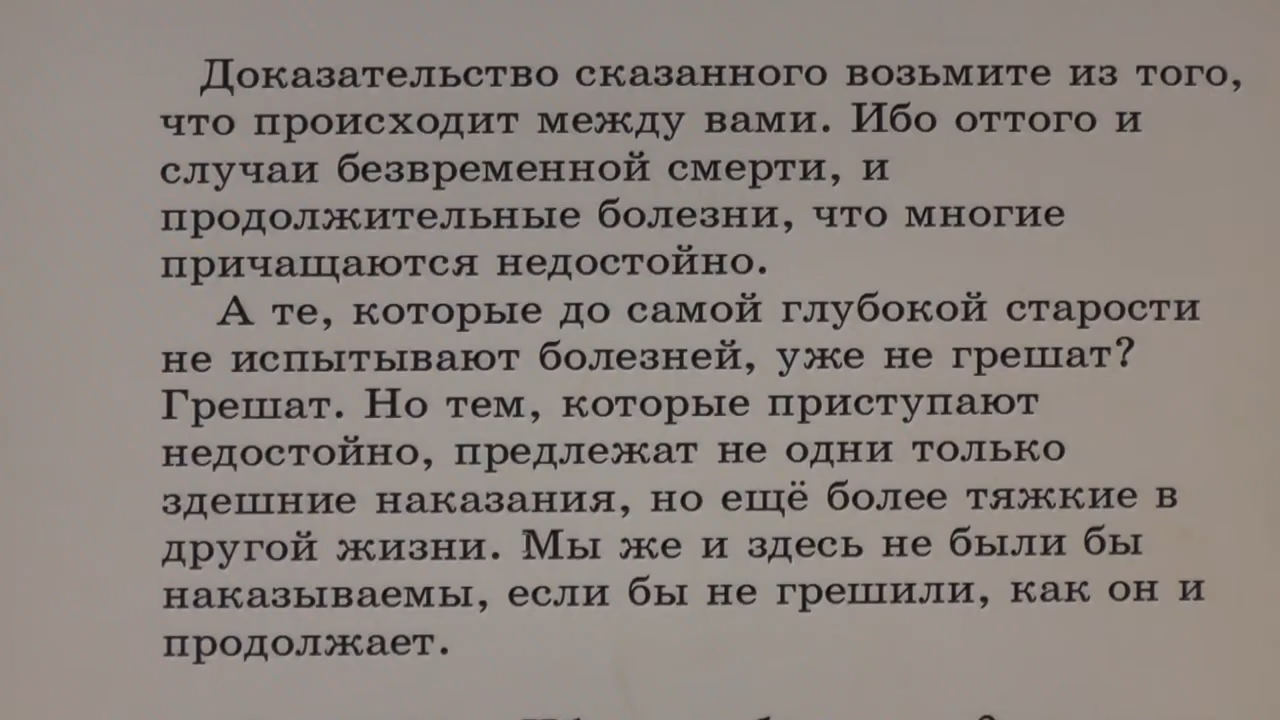 Доказательство сказанного возьмите из того,
что происходит между вами. Ибо оттого и
случаи безвременной смерти, и
продолжительные болезни, что многие
причащаются недостойно.
А те, которые до самой глубокой старости
не испытывают болезней, уже не грешат?
Грешат. Но тем, которые приступают
недостойно, предлежат не одни только
здешние наказания, но ещё более тяжкие в
другой жизни. Мы же и здесь не были бы
наказываемы, если бы не грешили, как он и
продолжает.